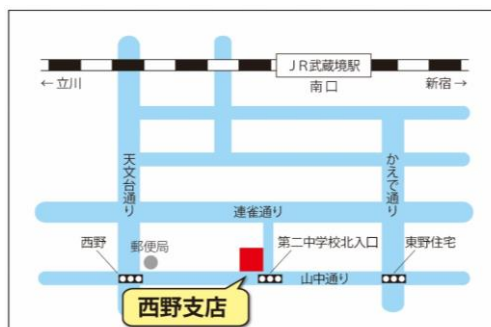 JR武蔵境駅
←立川
南口
新宿→
天文台通り
かえで通り
連雀通り
西野
郵便局
第二中学校北入口
東野住宅
山中通り
西野支店